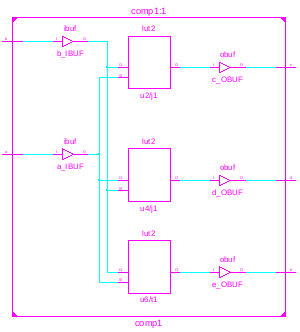 comp1:1
ibuf
b_IBUF
lut2
u2/j1
obuf
c_OBUF
ibuf
a_IBUF
lut2
u4/j1
obuf
d_OBUF
lut2
u6/t1
obuf
e_OBUF
comp1